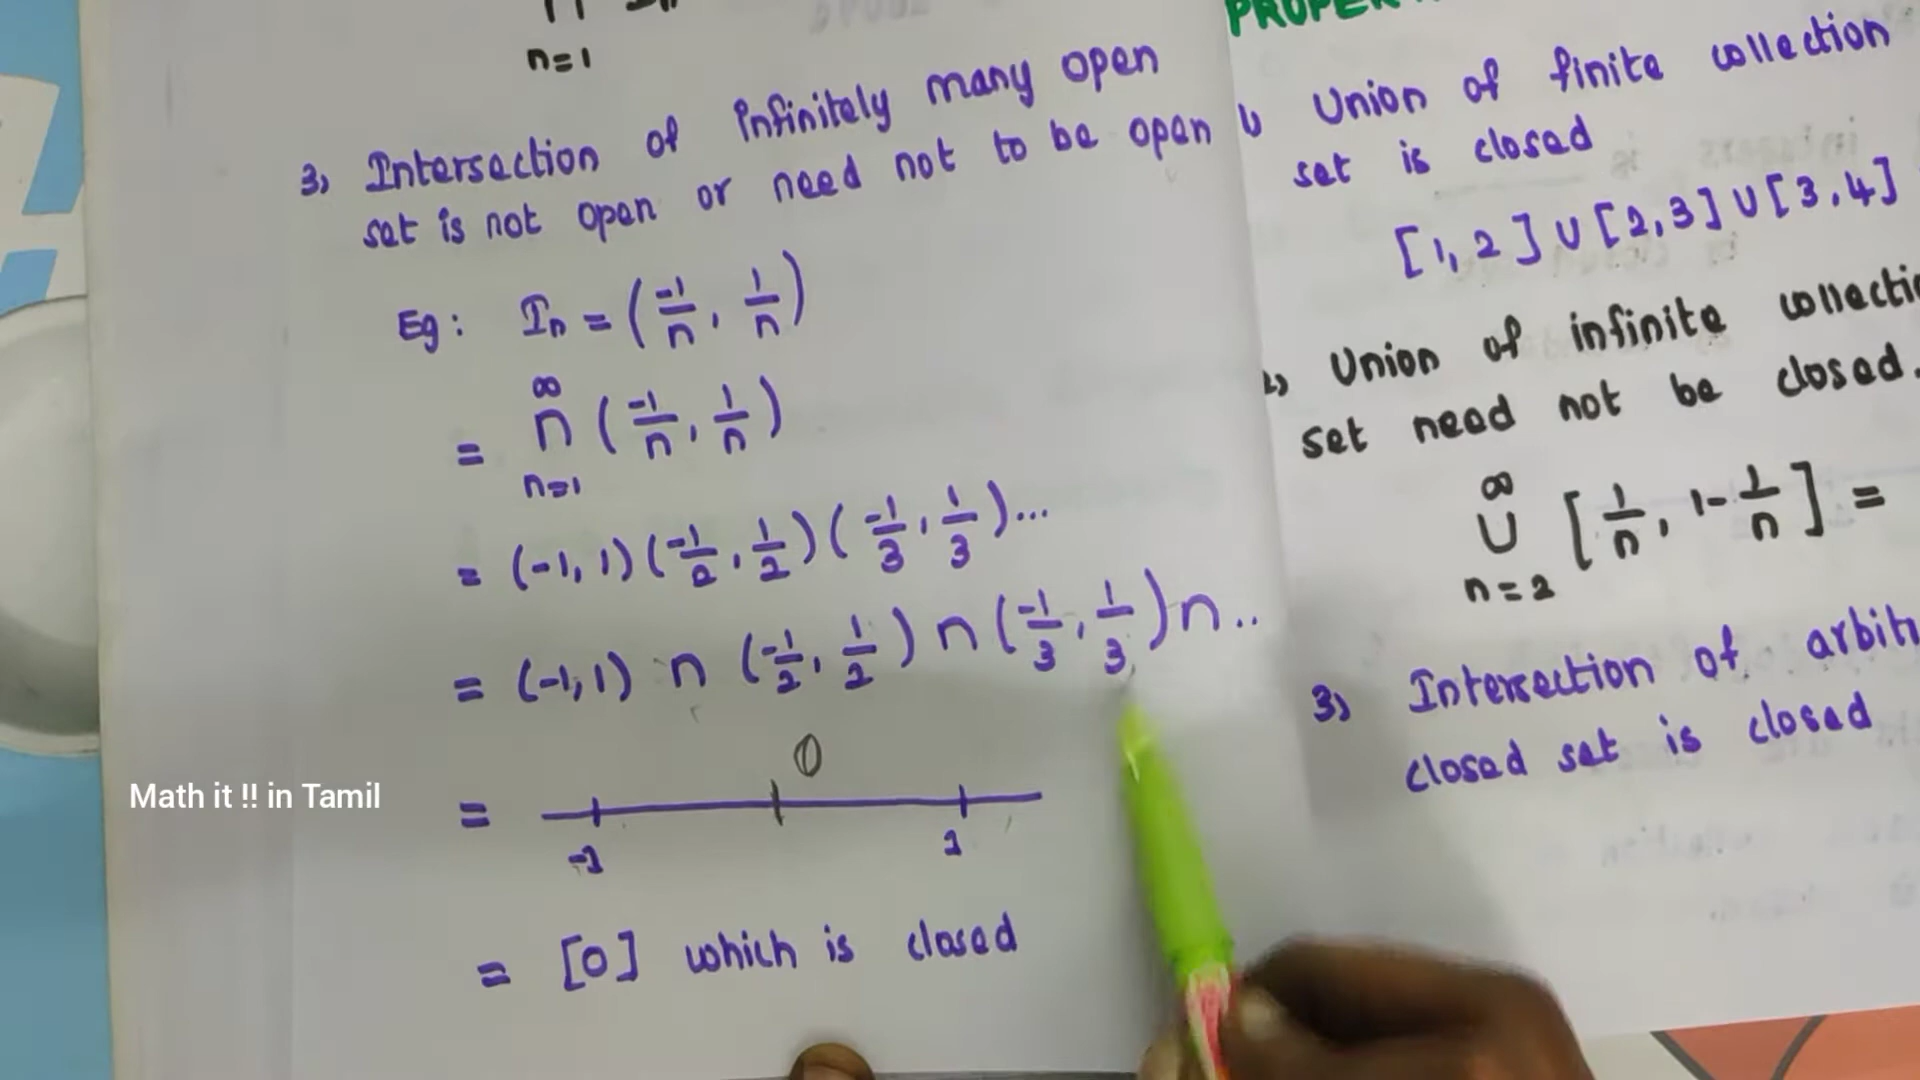 n=1
3) Intersection of infinitely many open
set is not open or need not to be open
Eg: In = (-1/n, 1/n)
= ∞ ∩ n=1 (-1/n, 1/n)
= (-1, 1) (-1/2, 1/2) (-1/3, 1/3)...
= (-1, 1) ∩ (-1/2, 1/2) ∩ (-1/3, 1/3) ∩ ..
0
=
-1 1
= [0] which is closed
Math it !! in Tamil
1) Union of finite collection
set is closed
[1, 2] ∪ [2, 3] ∪ [3, 4]
2) Union of infinite
set need not be closed.
∞ ∪ n=2 [1/n, 1-1/n] =
3) Intersection of
closed set is closed